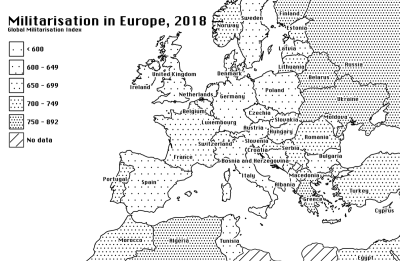 Militarisation in Europe, 2018
Global Militarisation Index
< 600
600 - 649
650 - 699
700 - 749
750 - 892
No data
Finland
Sweden
Norway
Estonia
Latvia
Lithuania
Russia
Belarus
Denmark
United Kingdom
Ireland
Netherlands
Germany
Poland
Belgium
Ukraine
Luxembourg
Czechia
Slovakia
Moldova
Austria
Hungary
France
Switzerland
Slovenia
Croatia
Romania
Bosnia and Herzegovina
Serbia
Bulgaria
Italy
Macedonia
Albania
Portugal
Spain
Greece
Turkey
Cyprus
Morocco
Algeria
Tunisia
Egypt